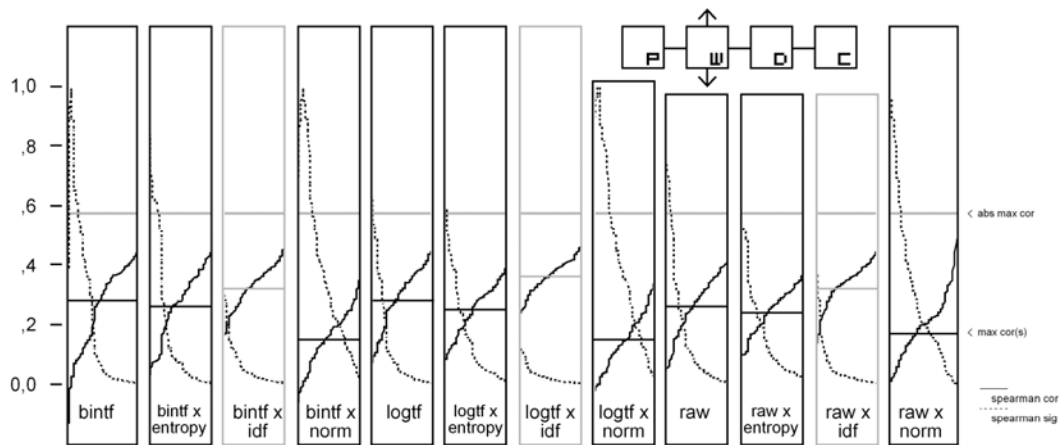 P W D C
1,0
,8
,6
,4
,2
0,0
< abs max cor
< max cor(s)
spearman cor
spearman sig
bintf
bintf x
entropy
bintf x
idf
bintf x
norm
logtf
logtf x
entropy
logtf x
idf
logtf x
norm
raw
raw x
entropy
raw x
idf
raw x
norm